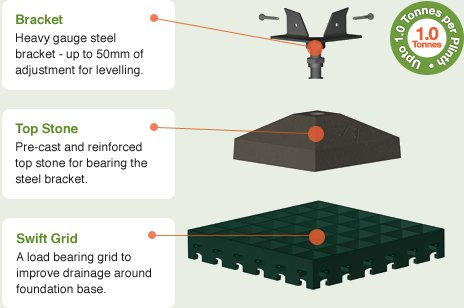 Bracket
Heavy gauge steel
bracket - up to 50mm of
adjustment for levelling.
Upto 1.0 Tonnes per Plinth •
1.0
Tonnes
Top Stone
Pre-cast and reinforced
top stone for bearing the
steel bracket.
Swift Grid
A load bearing grid to
improve drainage around
foundation base.